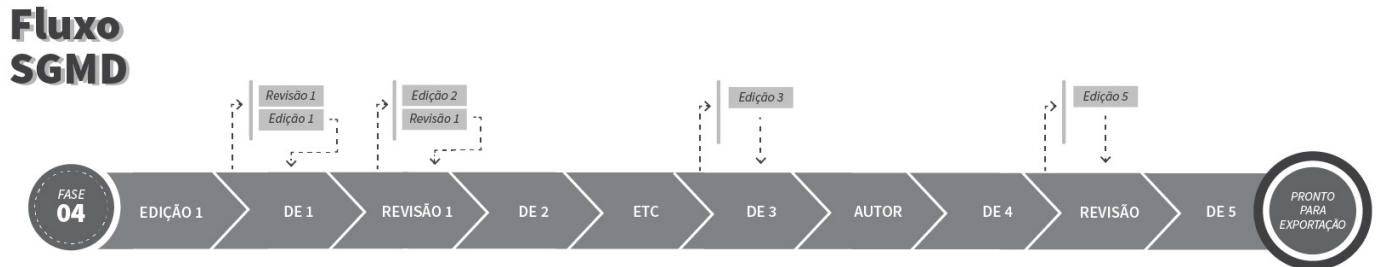 Fluxo
SGMD
Revisão 1
Edição 1
Edição 2
Revisão 1
Edição 3
Edição 5
FASE
04
EDIÇÃO 1
DE 1
REVISÃO 1
DE 2
ETC
DE 3
AUTOR
DE 4
REVISÃO
DE 5
PRONTO
PARA
EXPORTAÇÃO